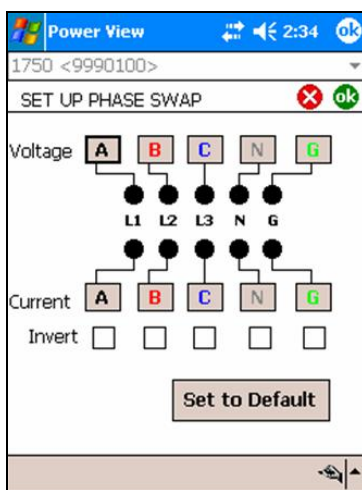 Power View 2:34 ok
1750 <9990100>
SET UP PHASE SWAP ok
Voltage A B C N G
L1 L2 L3 N G
Current A B C N G
Invert
Set to Default